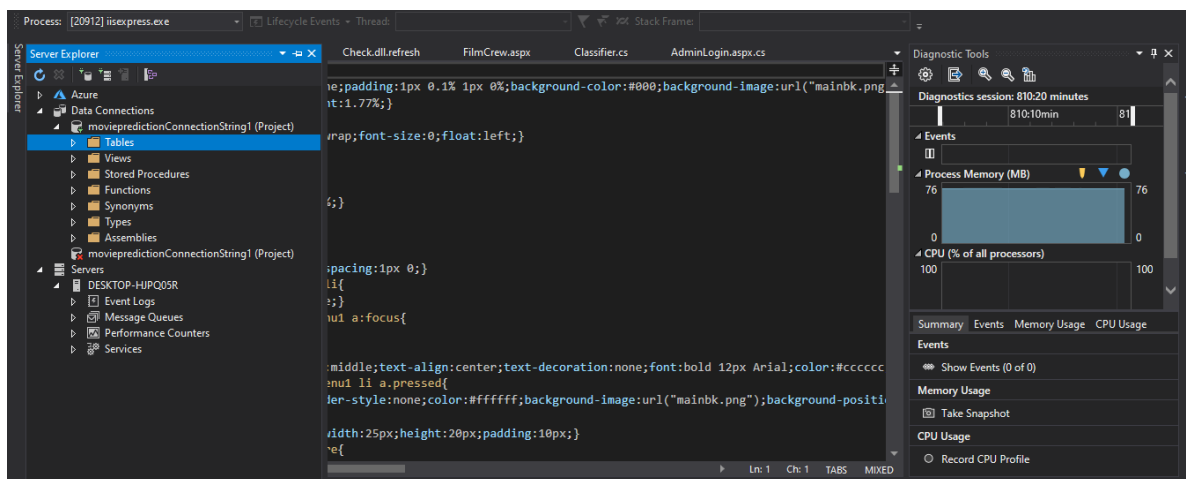 Process: [20912] iisexpress.exe Lifecycle Events Thread: Stack Frame:
Server Explorer
Server Explorer
Azure
Data Connections
moviepredictionConnectionString1 (Project)
Tables
Views
Stored Procedures
Functions
Synonyms
Types
Assemblies
moviepredictionConnectionString1 (Project)
Servers
DESKTOP-HJPQ05R
Event Logs
Message Queues
Performance Counters
Services
Check.dll.refresh FilmCrew.aspx Classifier.cs AdminLogin.aspx.cs
e;padding:1px 0.1% 1px 0%;background-color:#000;background-image:url("mainbk.png
nt:1.77%;}
wrap;font-size:0;float:left;}
%;}
spacing:1px 0;}
li{
e;}
nu1 a:focus{
:middle;text-align:center;text-decoration:none;font:bold 12px Arial;color:#cccccc
enu1 li a.pressed{
der-style:none;color:#ffffff;background-image:url("mainbk.png");background-positi
width:25px;height:20px;padding:10px;}
re{
Ln: 1 Ch: 1 TABS MIXED
Diagnostic Tools
Diagnostics session: 810:20 minutes
810:10min 81
Events
Process Memory (MB)
76 76
0 0
CPU (% of all processors)
100 100
Summary Events Memory Usage CPU Usage
Events
Show Events (0 of 0)
Memory Usage
Take Snapshot
CPU Usage
Record CPU Profile